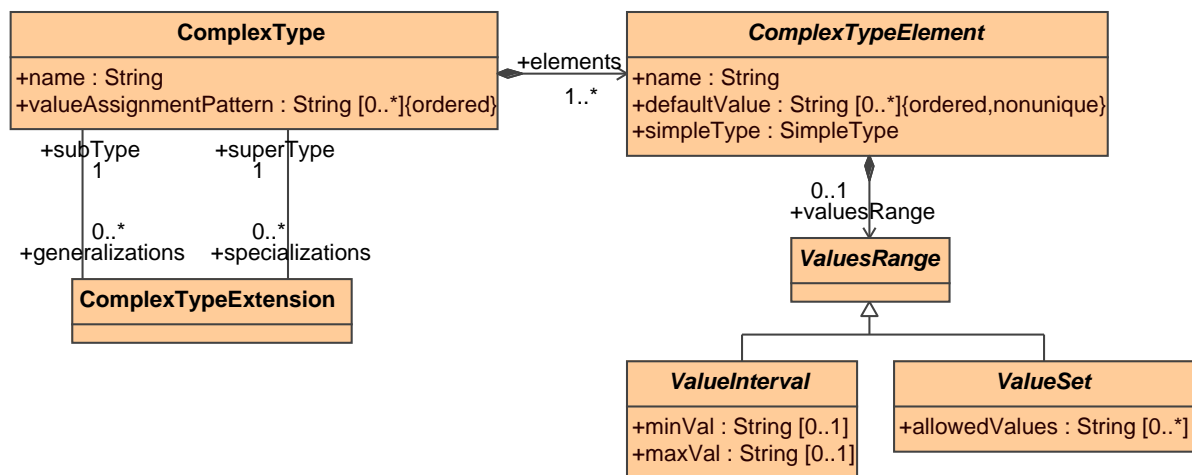 ComplexType
+name : String
+valueAssignmentPattern : String [0..*]{ordered}
+elements
1..*
ComplexTypeElement
+name : String
+defaultValue : String [0..*]{ordered,nonunique}
+simpleType : SimpleType
+subType
1
+superType
1
0..*
+generalizations
0..*
+specializations
ComplexTypeExtension
0..1
+valuesRange
ValuesRange
ValueInterval
+minVal : String [0..1]
+maxVal : String [0..1]
ValueSet
+allowedValues : String [0..*]